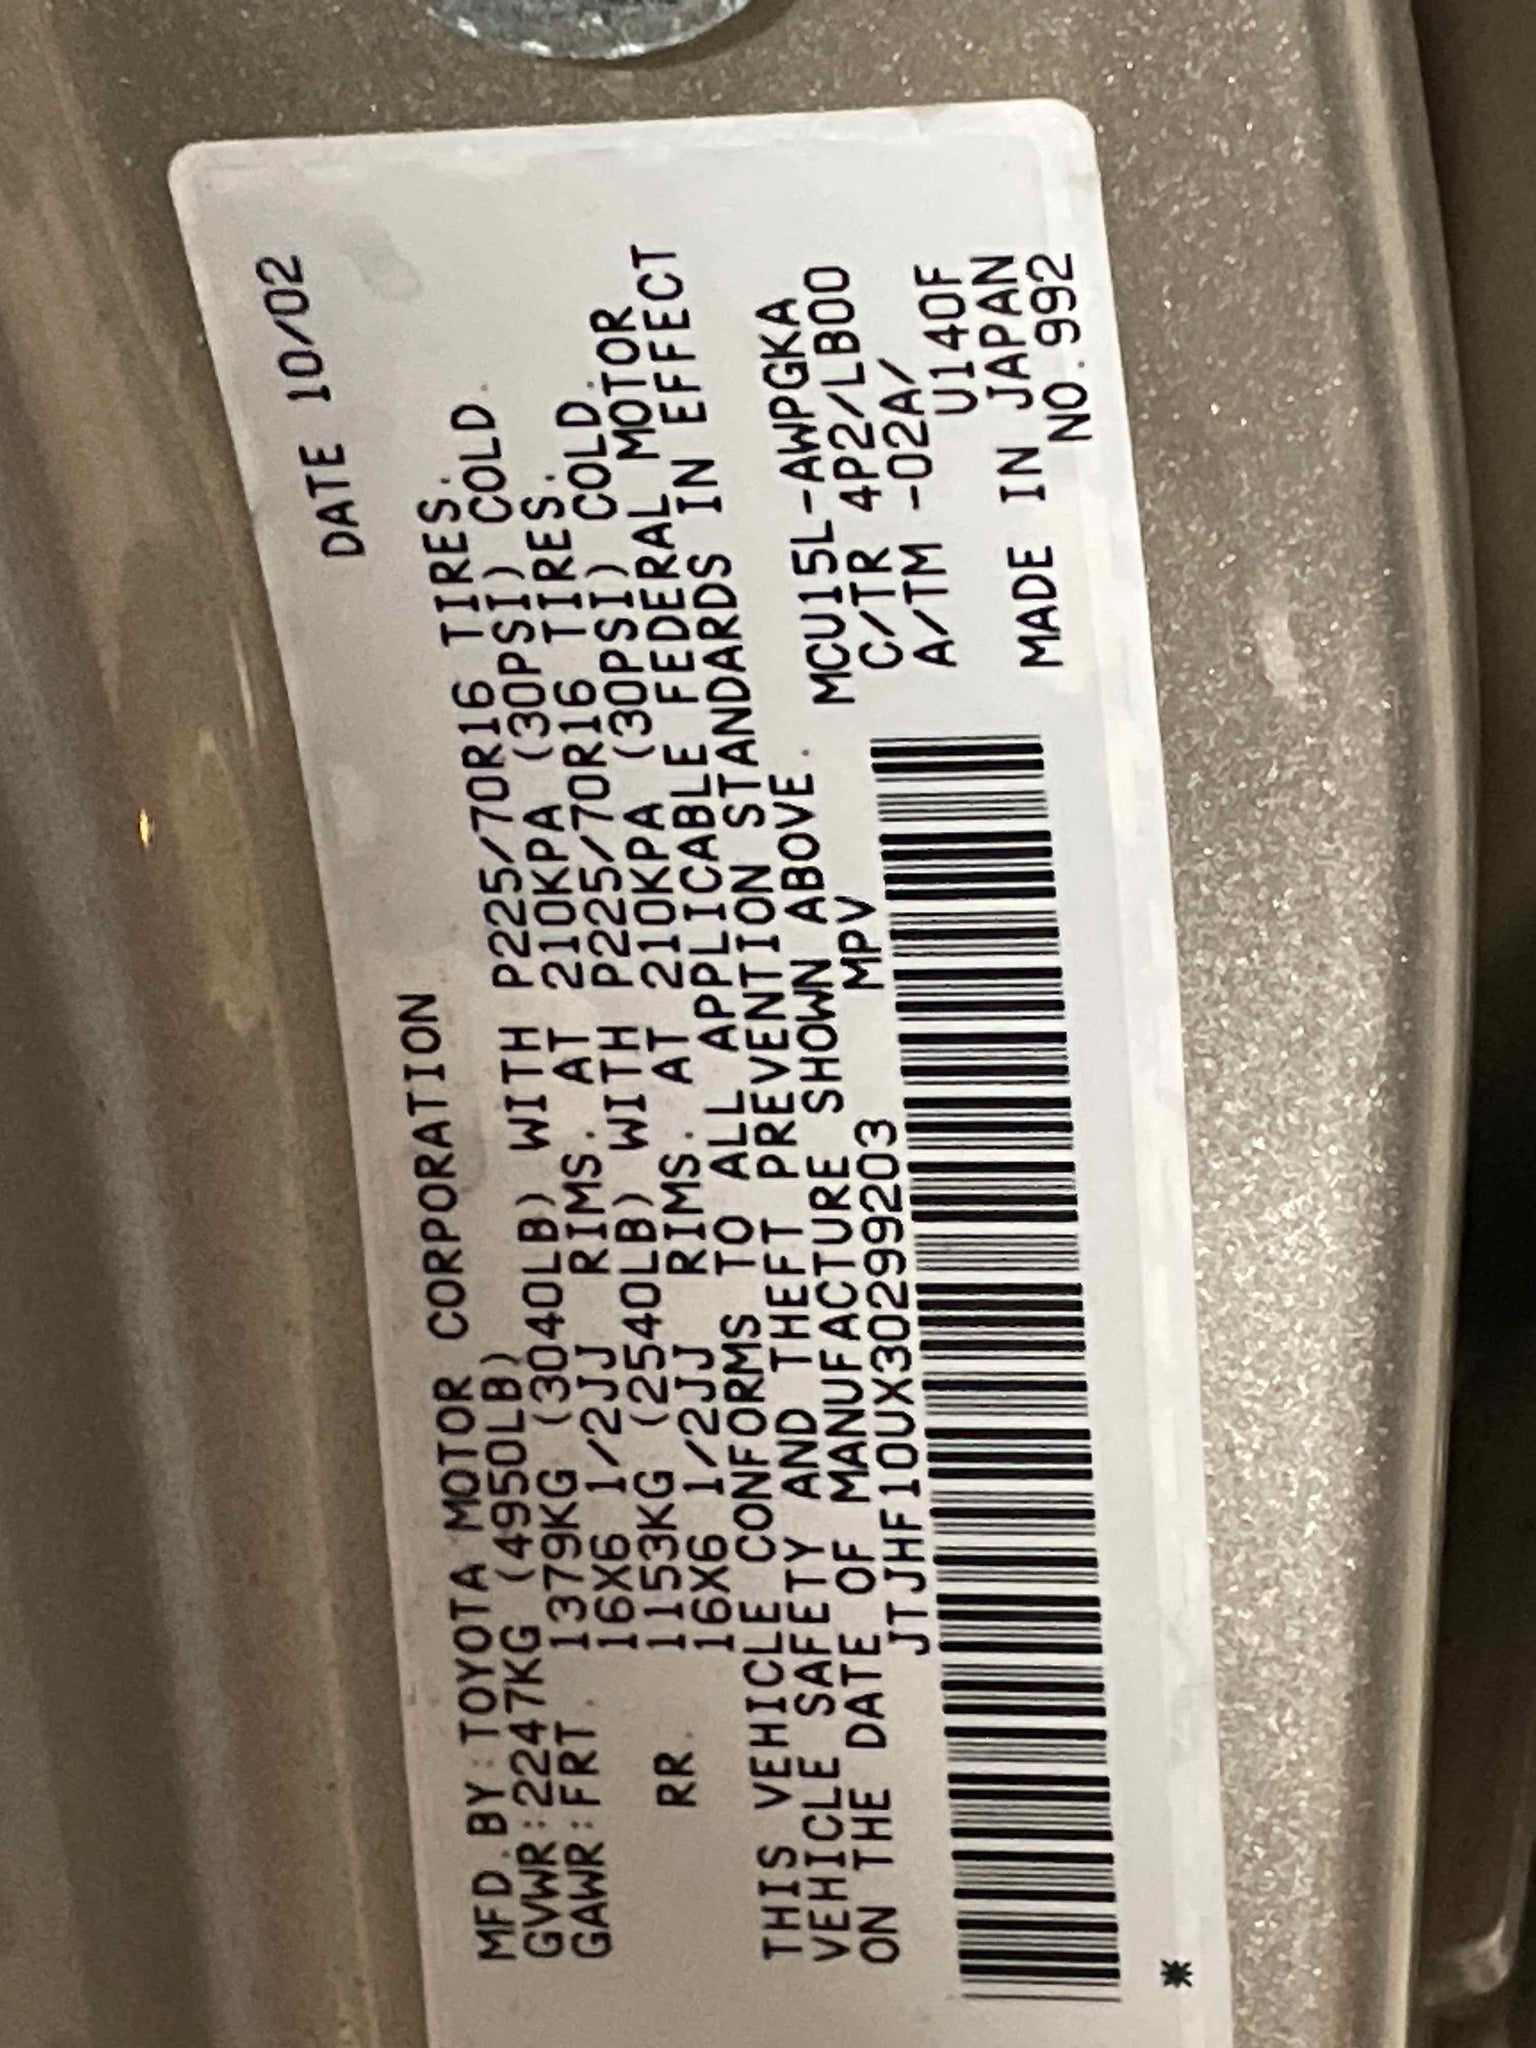 DATE 10/02
MFD.BY:TOYOTA MOTOR CORPORATION
GVWR:2247KG (4950LB)
GAWR:FRT. 1379KG (3040LB) WITH P225/70R16 TIRES.
16X6 1/2JJ RIMS. AT 210KPA (30PSI) COLD.
RR. 1153KG (2540LB) WITH P225/70R16 TIRES.
16X6 1/2JJ RIMS. AT 210KPA (30PSI) COLD.
THIS VEHICLE CONFORMS TO ALL APPLICABLE FEDERAL MOTOR
VEHICLE SAFETY AND THEFT PREVENTION STANDARDS IN EFFECT
ON THE DATE OF MANUFACTURE SHOWN ABOVE.
JTJHF10UX30299203 MPV
MCU15L-AWPGKA
C/TR 4P2/LB00
A/TM -02A/
U140F
MADE IN JAPAN
NO.992